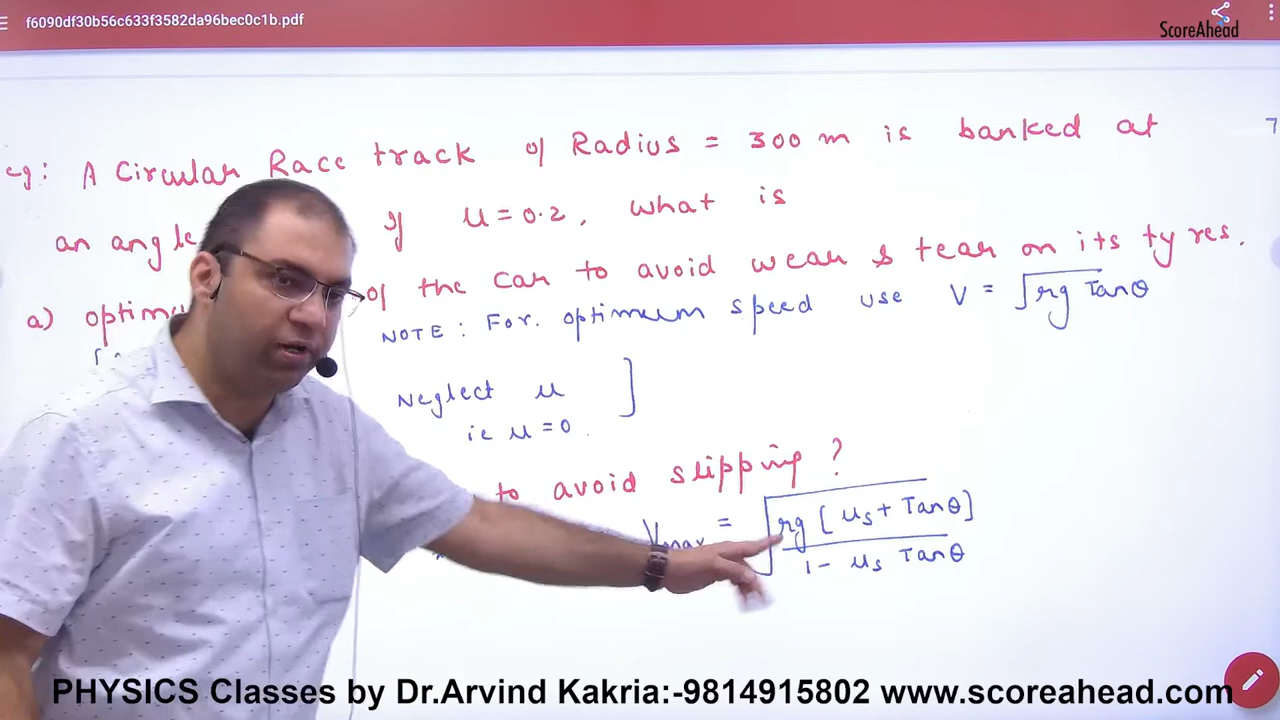 f6090df30b56c633f3582da96bec0c1b.pdf
ScoreAhead
7
eg: A Circular Race track of Radius = 300 m is banked at
an angle If μ = 0.2, what is
a) optimu of the car to avoid wear & tear on its tyres.
NOTE: For. optimum speed use V = √rg Tanθ
Neglect μ ]
ie μ = 0.
to avoid slipping ?
Vmax = √rg [μs + Tanθ]
1 - μs Tanθ
PHYSICS Classes by Dr.Arvind Kakria:-9814915802 www.scoreahead.com